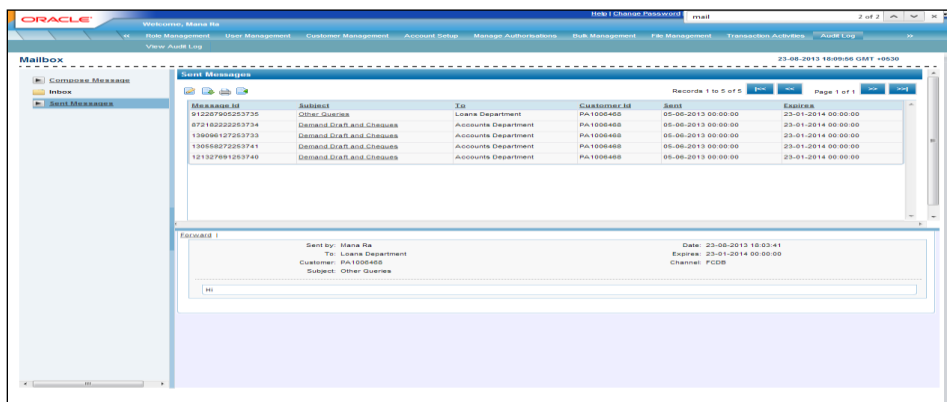 ORACLE
Help | Change Password
mail
2 of 2
Welcome, Mana Ra
<< Role Management User Management Customer Management Account Setup Manage Authorisations Bulk Management File Management Transaction Activities Audit Log >>
View Audit Log
Mailbox
23-08-2013 18:09:56 GMT +0530
Compose Message
Inbox
Sent Messages
Sent Messages
Records 1 to 5 of 5 |<< << Page 1 of 1 >> >>|
Message Id Subject To Customer Id Sent Expires
912287905253735 Other Queries Loans Department PA1006468 05-06-2013 00:00:00 23-01-2014 00:00:00
872182222253734 Demand Draft and Cheques Accounts Department PA1006468 05-06-2013 00:00:00 23-01-2014 00:00:00
139096127253733 Demand Draft and Cheques Accounts Department PA1006468 05-06-2013 00:00:00 23-01-2014 00:00:00
130558272253741 Demand Draft and Cheques Accounts Department PA1006468 05-06-2013 00:00:00 23-01-2014 00:00:00
121327691253740 Demand Draft and Cheques Accounts Department PA1006468 05-06-2013 00:00:00 23-01-2014 00:00:00
Forward |
Sent by: Mana Ra Date: 23-08-2013 18:03:41
To: Loans Department Expires: 23-01-2014 00:00:00
Customer: PA1006468 Channel: FCDB
Subject: Other Queries
Hi